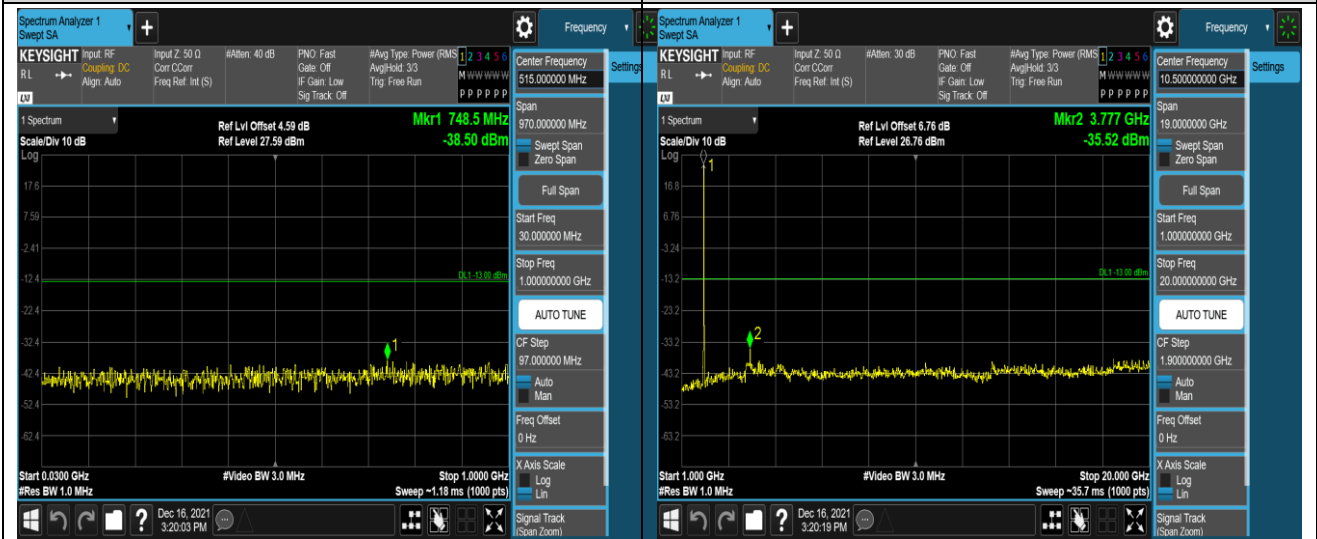 Spectrum Analyzer 1
Swept SA
+
Frequency
KEYSIGHT
RL
LXI
Input: RF
Coupling: DC
Align: Auto
Input Z: 50 Ω
Corr CCorr
Freq Ref: Int (S)
#Atten: 40 dB
PNO: Fast
Gate: Off
IF Gain: Low
Sig Track: Off
#Avg Type: Power (RMS
Avg|Hold: 3/3
Trig: Free Run
1 2 3 4 5 6
M W W W W W
P P P P P P
1 Spectrum
Scale/Div 10 dB
Log
Ref Lvl Offset 4.59 dB
Ref Level 27.59 dBm
Mkr1 748.5 MHz
-38.50 dBm
17.6
7.59
-2.41
-12.4
-22.4
-32.4
-42.4
-52.4
-62.4
DL1 -13.00 dBm
1
Start 0.0300 GHz
#Res BW 1.0 MHz
#Video BW 3.0 MHz
Stop 1.0000 GHz
Sweep ~1.18 ms (1000 pts)
Dec 16, 2021
3:20:03 PM
Center Frequency
515.000000 MHz
Settings
Span
970.000000 MHz
Swept Span
Zero Span
Full Span
Start Freq
30.000000 MHz
Stop Freq
1.000000000 GHz
AUTO TUNE
CF Step
97.000000 MHz
Auto
Man
Freq Offset
0 Hz
X Axis Scale
Log
Lin
Signal Track
(Span Zoom)
Spectrum Analyzer 1
Swept SA
+
Frequency
KEYSIGHT
RL
LXI
Input: RF
Coupling: DC
Align: Auto
Input Z: 50 Ω
Corr CCorr
Freq Ref: Int (S)
#Atten: 30 dB
PNO: Fast
Gate: Off
IF Gain: Low
Sig Track: Off
#Avg Type: Power (RMS
Avg|Hold: 3/3
Trig: Free Run
1 2 3 4 5 6
M W W W W W
P P P P P P
1 Spectrum
Scale/Div 10 dB
Log
Ref Lvl Offset 6.76 dB
Ref Level 26.76 dBm
Mkr2 3.777 GHz
-35.52 dBm
16.8
6.76
-3.24
-13.2
-23.2
-33.2
-43.2
-53.2
-63.2
DL1 -13.00 dBm
1
2
Start 1.000 GHz
#Res BW 1.0 MHz
#Video BW 3.0 MHz
Stop 20.000 GHz
Sweep ~35.7 ms (1000 pts)
Dec 16, 2021
3:20:19 PM
Center Frequency
10.500000000 GHz
Settings
Span
19.0000000 GHz
Swept Span
Zero Span
Full Span
Start Freq
1.000000000 GHz
Stop Freq
20.000000000 GHz
AUTO TUNE
CF Step
1.900000000 GHz
Auto
Man
Freq Offset
0 Hz
X Axis Scale
Log
Lin
Signal Track
(Span Zoom)